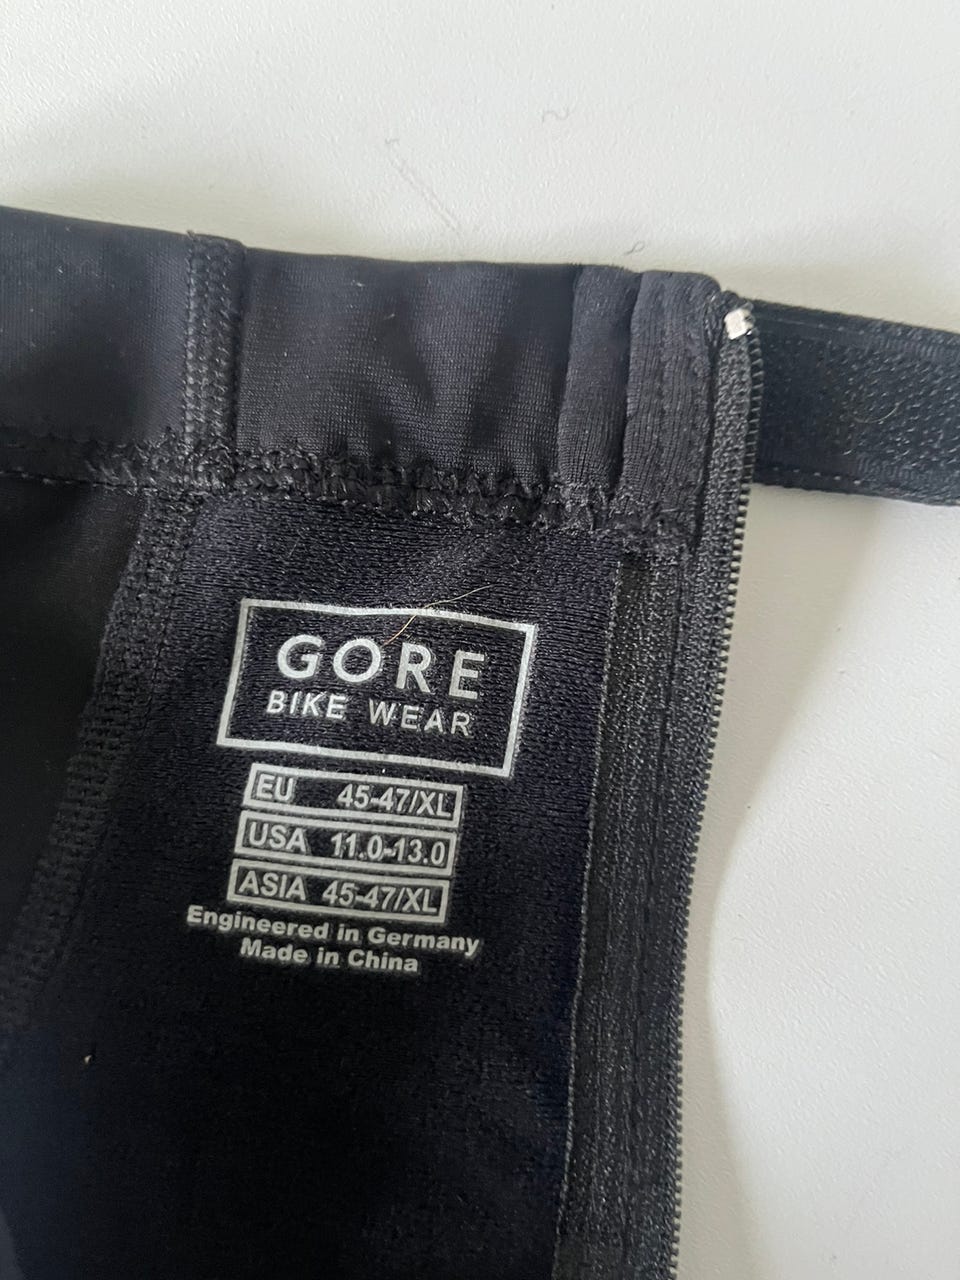 GORE
BIKE WEAR
EU 45-47/XL
USA 11.0-13.0
ASIA 45-47/XL
Engineered in Germany
Made in China